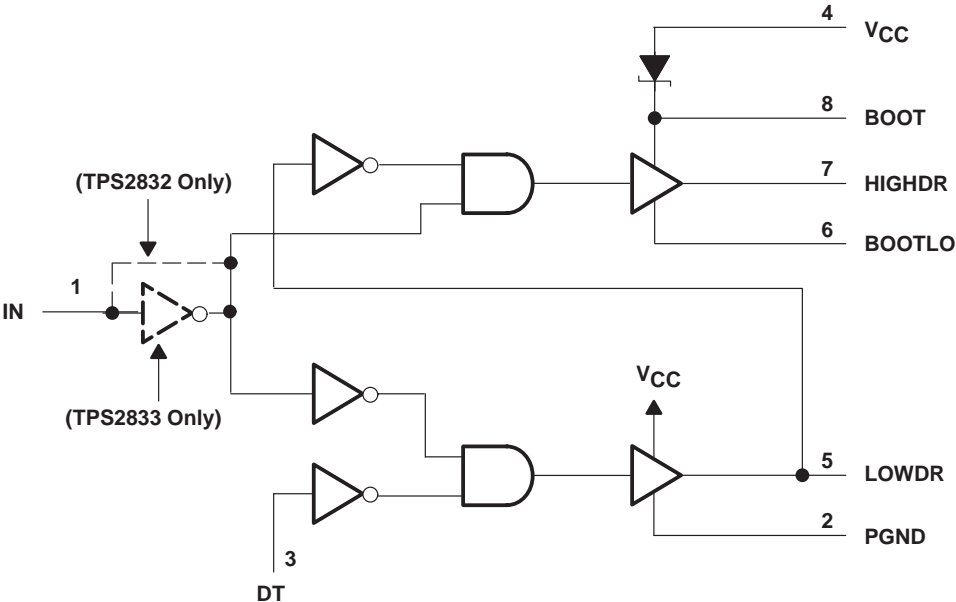 4
VCC
8
BOOT
(TPS2832 Only)
7
HIGHDR
6
BOOTLO
1
IN
VCC
(TPS2833 Only)
5
LOWDR
2
PGND
3
DT